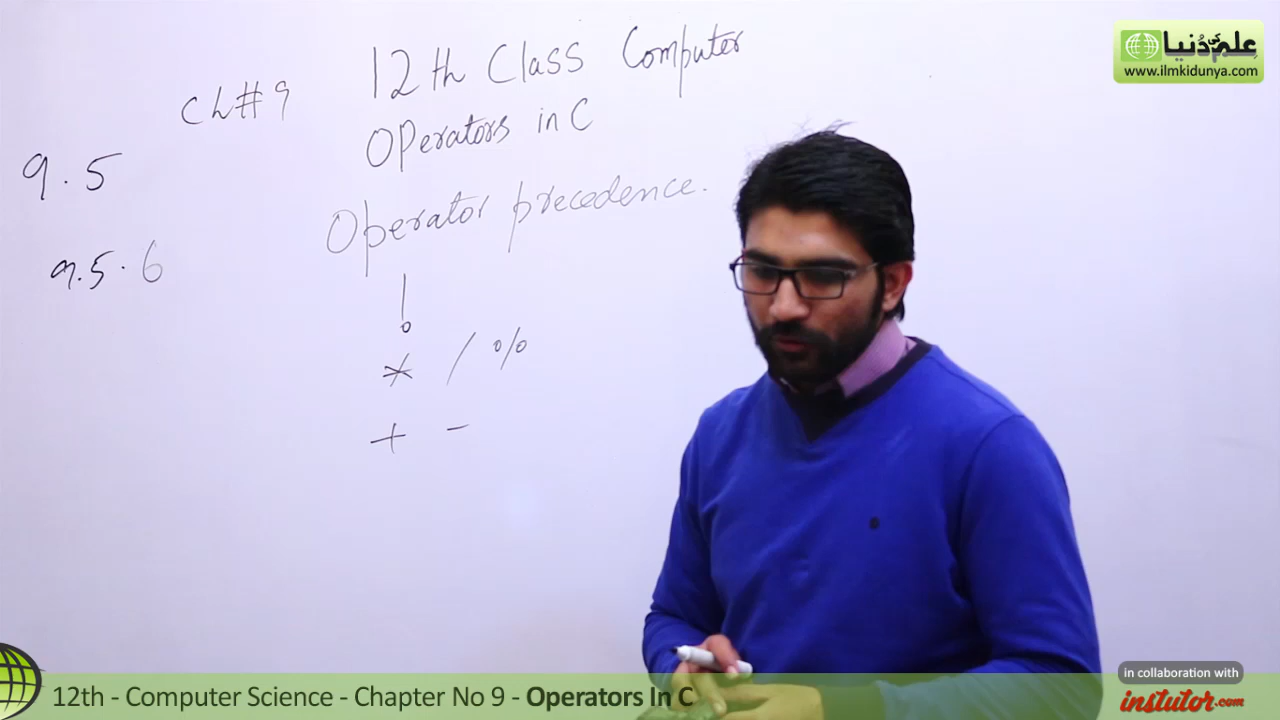 12th Class Computer
Ch#9
Operators in C
9.5
Operator precedence.
9.5.6
!
* / %
+ -
علم کی دُنیا
www.ilmkidunya.com
in collaboration with
instutor.com
12th - Computer Science - Chapter No 9 - Operators In C